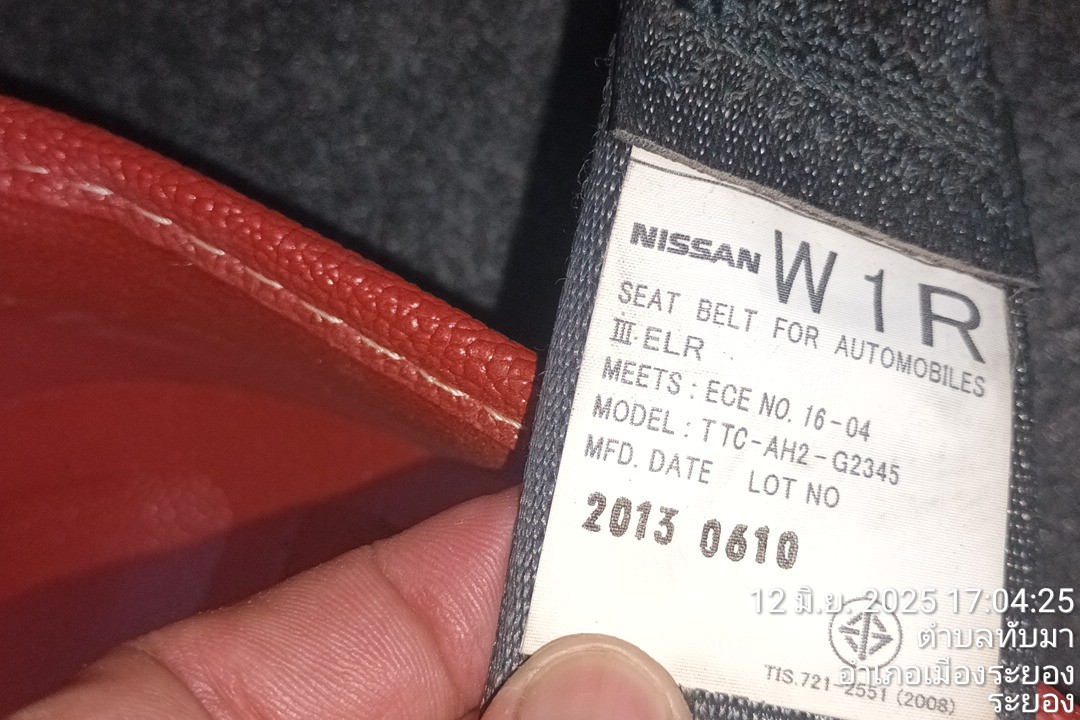 NISSAN W1R
SEAT BELT FOR AUTOMOBILES
Ⅲ.ELR
MEETS : ECE NO. 16-04
MODEL : TTC-AH2-G2345
MFD. DATE LOT NO
2013 0610
TIS.721-2551 (2008)
12 มิ.ย. 2025 17:04:25
ตำบลทับมา
อำเภอเมืองระยอง
ระยอง